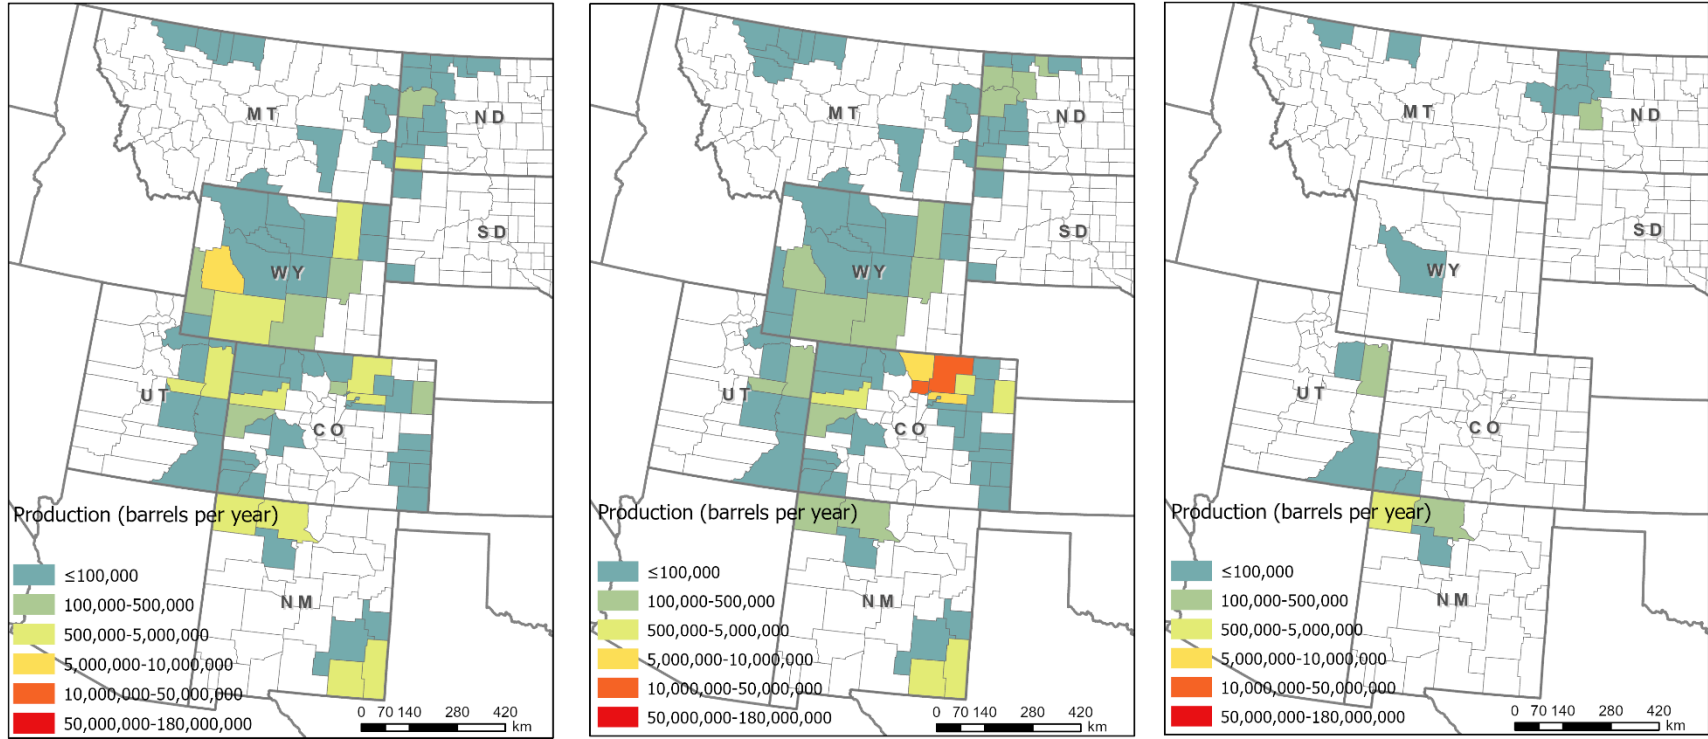 MT
ND
SD
WY
UT
CO
NM
Production (barrels per year)
≤100,000
100,000-500,000
500,000-5,000,000
5,000,000-10,000,000
10,000,000-50,000,000
50,000,000-180,000,000
0 70 140 280 420
km
MT
ND
SD
WY
UT
CO
NM
Production (barrels per year)
≤100,000
100,000-500,000
500,000-5,000,000
5,000,000-10,000,000
10,000,000-50,000,000
50,000,000-180,000,000
0 70 140 280 420
km
MT
ND
SD
WY
UT
CO
NM
Production (barrels per year)
≤100,000
100,000-500,000
500,000-5,000,000
5,000,000-10,000,000
10,000,000-50,000,000
50,000,000-180,000,000
0 70 140 280 420
km